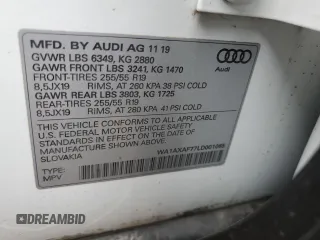 MFD. BY AUDI AG 11 19
GVWR LBS 6349, KG 2880
GAWR FRONT LBS 3241, KG 1470
FRONT-TIRES 255/55 R19
8,5JX19 RIMS, AT 260 KPA 38 PSI COLD
GAWR REAR LBS 3803, KG 1725
REAR-TIRES 255/55 R19
8,5JX19 RIMS, AT 280 KPA 41 PSI COLD
Audi
THIS VEHICLE CONFORMS TO ALL APPLICABLE
U.S. FEDERAL MOTOR VEHICLE SAFETY STANDARDS
IN EFFECT ON THE DATE OF MANUFACTURE SHOWN ABOVE.
SLOVAKIA
TYPE:
MPV